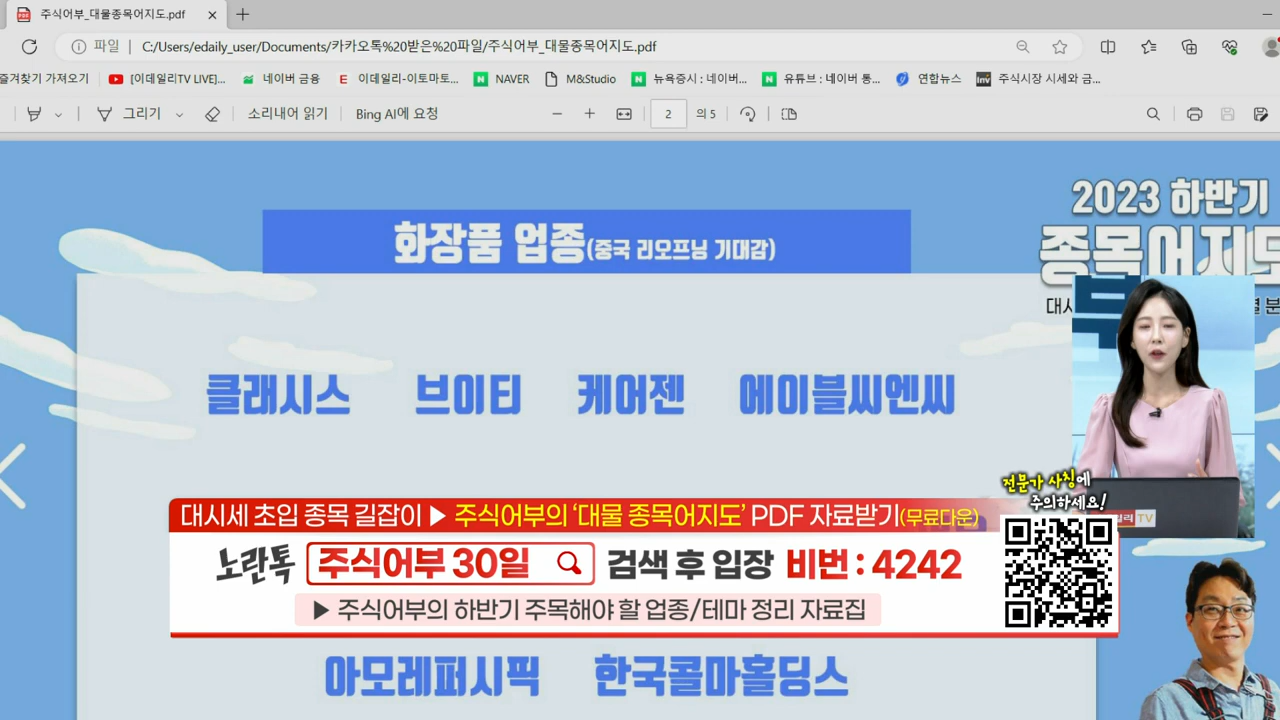 주식어부_대물종목어지도.pdf
파일 C:/Users/edaily_user/Documents/카카오톡%20받은%20파일/주식어부_대물종목어지도.pdf
즐겨찾기 가져오기 [이데일리TV LIVE]... 네이버 금융 이데일리-이토마토... NAVER M&Studio 뉴욕증시 : 네이버... 유튜브 : 네이버 통... 연합뉴스 주식시장 시세와 금...
그리기 소리내어 읽기 Bing AI에 요청 2 의 5
2023 하반기
종목어지도
화장품 업종(중국 리오프닝 기대감)
대시
별 분
클래시스 브이티 케어젠 에이블씨엔씨
전문가 사칭에
주의하세요!
대시세 초입 종목 길잡이 ▶ 주식어부의 '대물 종목어지도' PDF 자료받기(무료다운)
노란톡 주식어부 30일 검색 후 입장 비번 : 4242
▶ 주식어부의 하반기 주목해야 할 업종/테마 정리 자료집
아모레퍼시픽 한국콜마홀딩스